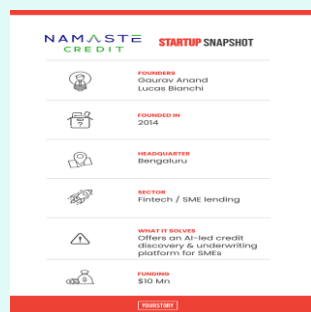 NAMASTE
CREDIT
STARTUP SNAPSHOT
FOUNDERS
Gaurav Anand
Lucas Bianchi
FOUNDED IN
2014
HEADQUARTER
Bengaluru
SECTOR
Fintech / SME lending
WHAT IT SOLVES
Offers an AI-led credit
discovery & underwriting
platform for SMEs
FUNDING
$10 Mn
YOURSTORY